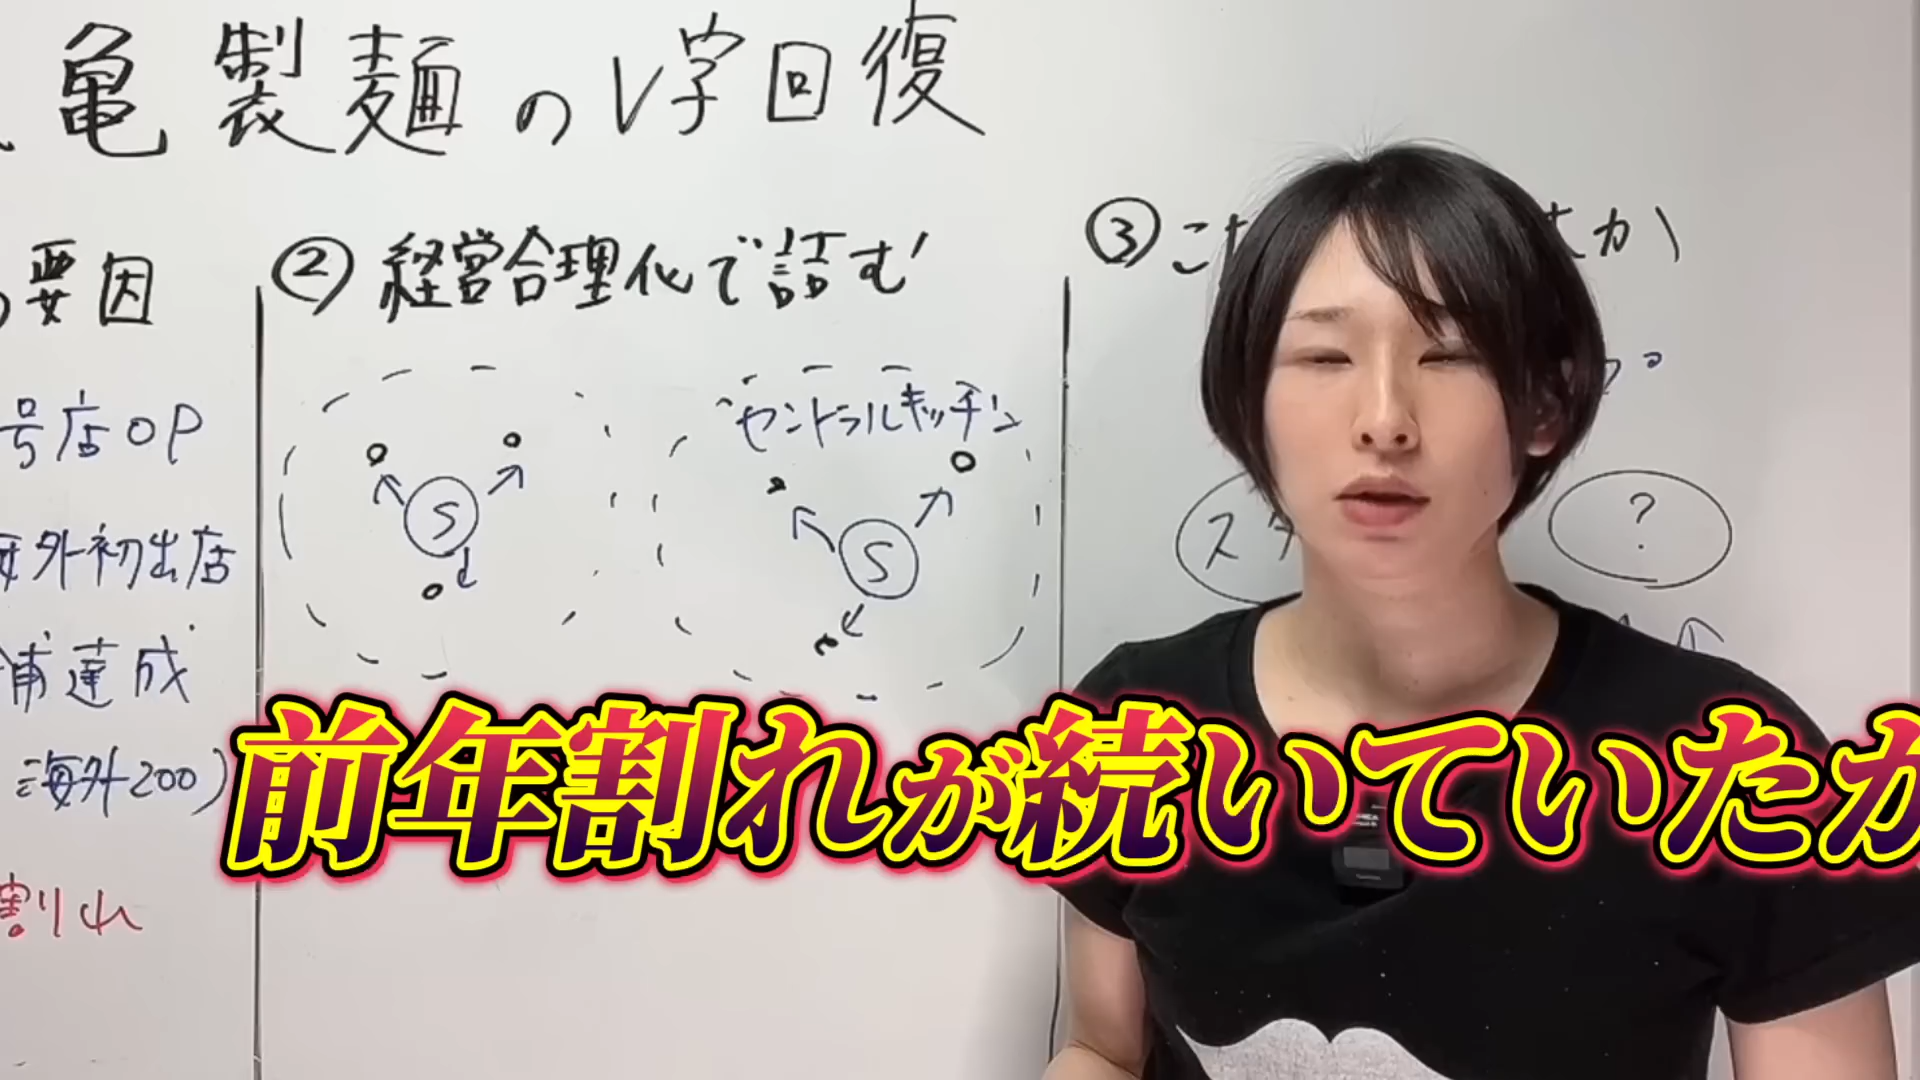 亀製麺のV字回復
要因
号店OP
海外初出店
舗達成
海外200)
割れ
②経営合理化で詰む
セントラルキッチン
S
S
③こ
か
ス
?
前年割れが続いていたか